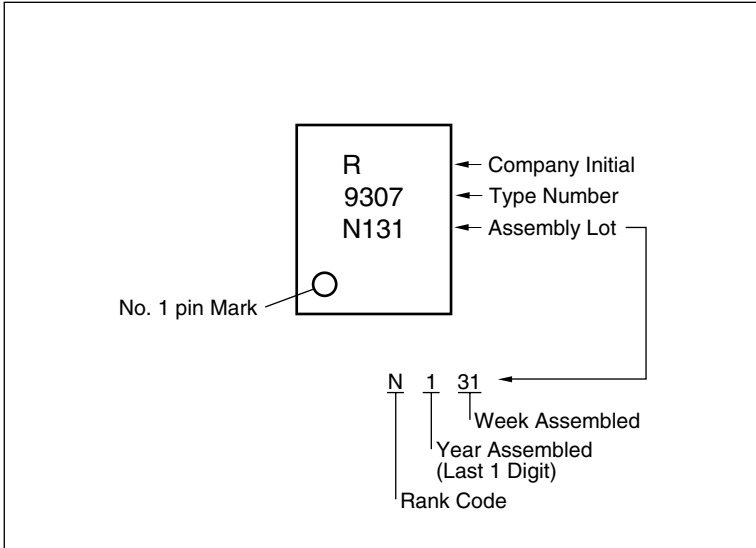 R
9307
N131
Company Initial
Type Number
Assembly Lot
No. 1 pin Mark
N 1 31
Week Assembled
Year Assembled
(Last 1 Digit)
Rank Code